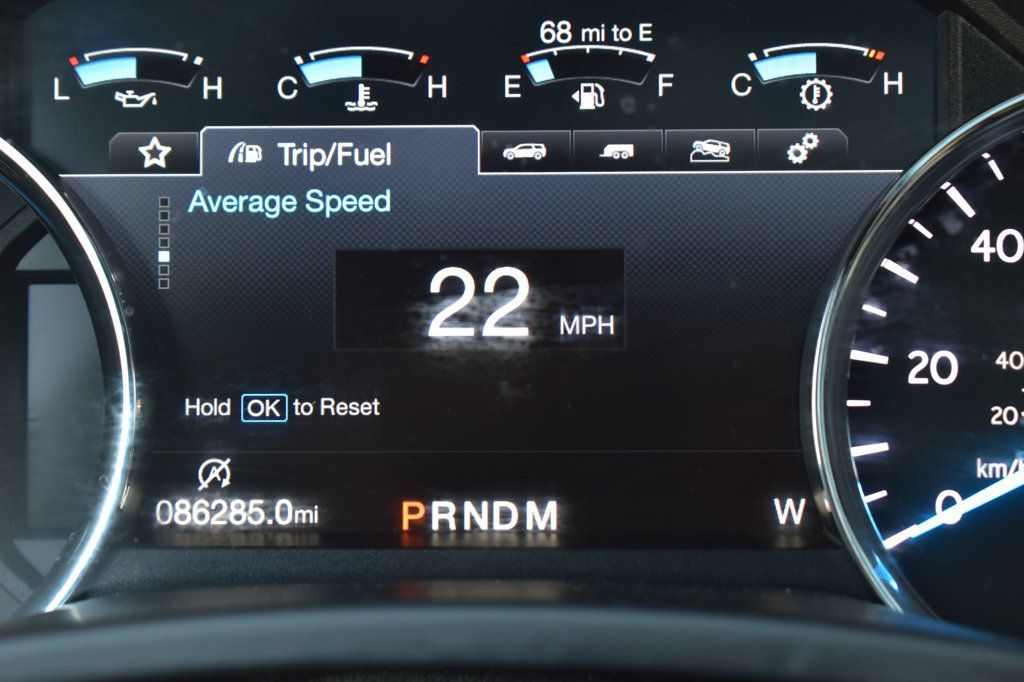 68 mi to E
L H C H E F C H
Trip/Fuel
Average Speed
22 MPH
Hold OK to Reset
A
086285.0mi PRNDM W
40
20
0
40
20
km/h